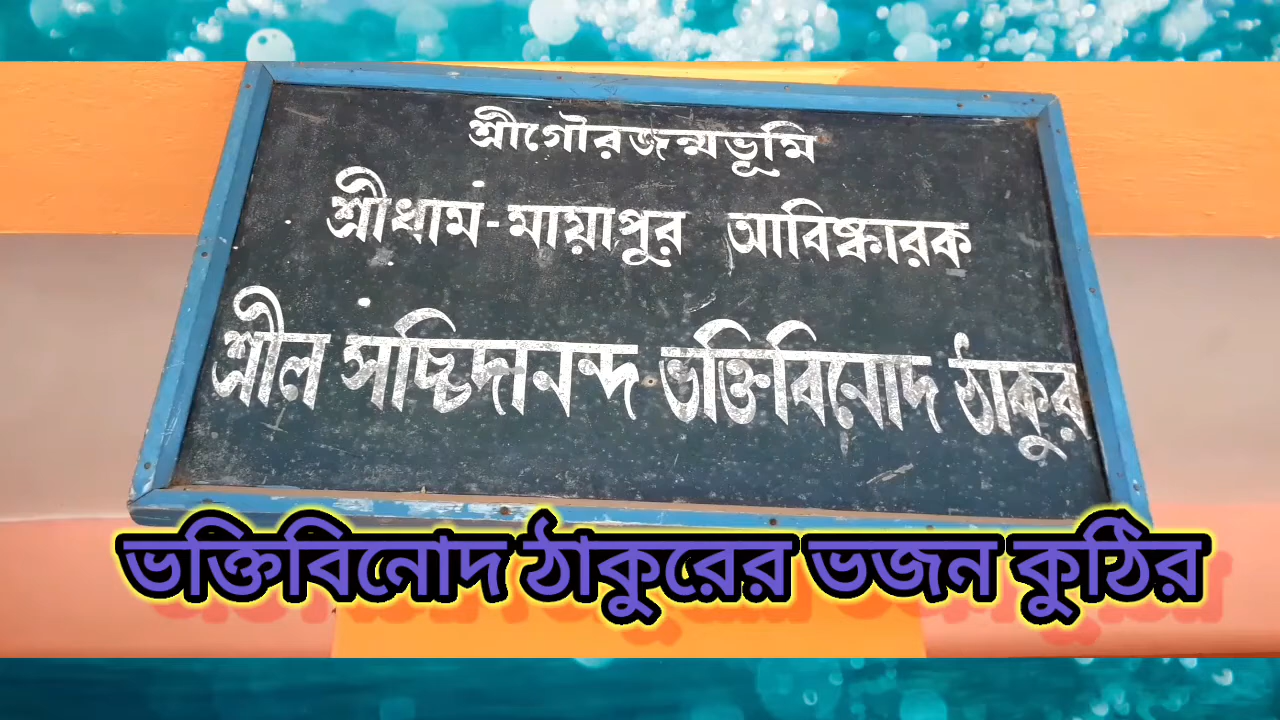 শ্রীগৌরজন্মভূমি
শ্রীধাম-মায়াপুর আবিষ্কারক
শ্রীল সচ্চিদানন্দ ভক্তিবিনোদ ঠাকুর
ভক্তিবিনোদ ঠাকুরের ভজন কুঠির